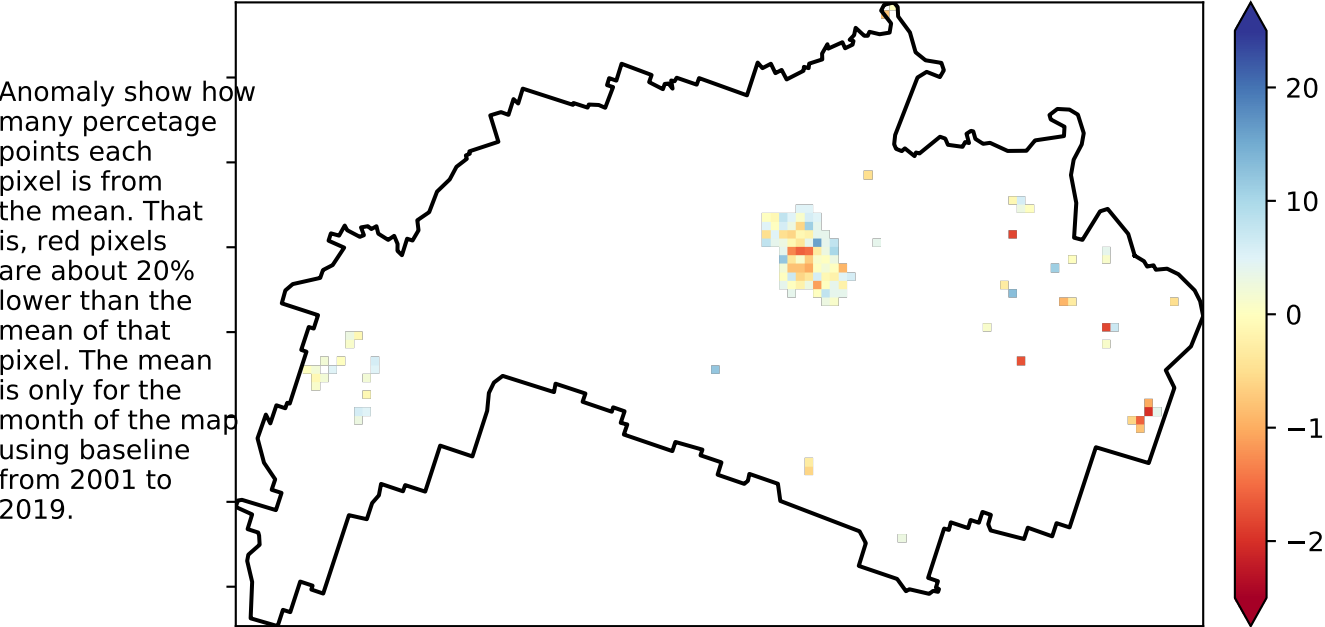 Anomaly show how
many percetage
points each
pixel is from
the mean. That
is, red pixels
are about 20%
lower than the
mean of that
pixel. The mean
is only for the
month of the map
using baseline
from 2001 to
2019.
20
10
0
−1
−2